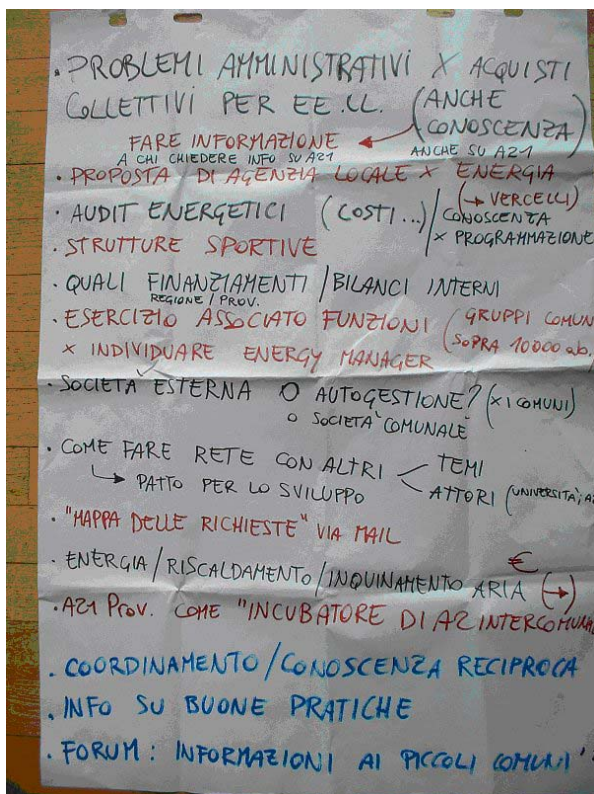 · PROBLEMI AMMINISTRATIVI X ACQUISTI
COLLETTIVI PER EE.LL. (ANCHE
CONOSCENZA)
FARE INFORMAZIONE ←
A CHI CHIEDERE INFO SU A21 ANCHE SU A21
· PROPOSTA DI AGENZIA LOCALE X ENERGIA
(→ VERCELLI)
· AUDIT ENERGETICI (COSTI...) / CONOSCENZA
X PROGRAMMAZIONE
· STRUTTURE SPORTIVE
· QUALI FINANZIAMENTI / BILANCI INTERNI
REGIONE / PROV.
· ESERCIZIO ASSOCIATO FUNZIONI (GRUPPI COMUN
X INDIVIDUARE ENERGY MANAGER (SOPRA 10000 ab.
· SOCIETÀ ESTERNA O AUTOGESTIONE? (X I COMUNI)
O SOCIETÀ COMUNALE
· COME FARE RETE CON ALTRI < TEMI
↳ PATTO PER LO SVILUPPO ATTORI (UNIVERSITÀ, A
· "MAPPA DELLE RICHIESTE" VIA MAIL
€
· ENERGIA / RISCALDAMENTO / INQUINAMENTO ARIA (→)
· A21 PROV. COME "INCUBATORE DI A2 INTERCOMUNA
· COORDINAMENTO / CONOSCENZA RECIPROCA
· INFO SU BUONE PRATICHE
· FORUM: INFORMAZIONI AI PICCOLI COMUNI